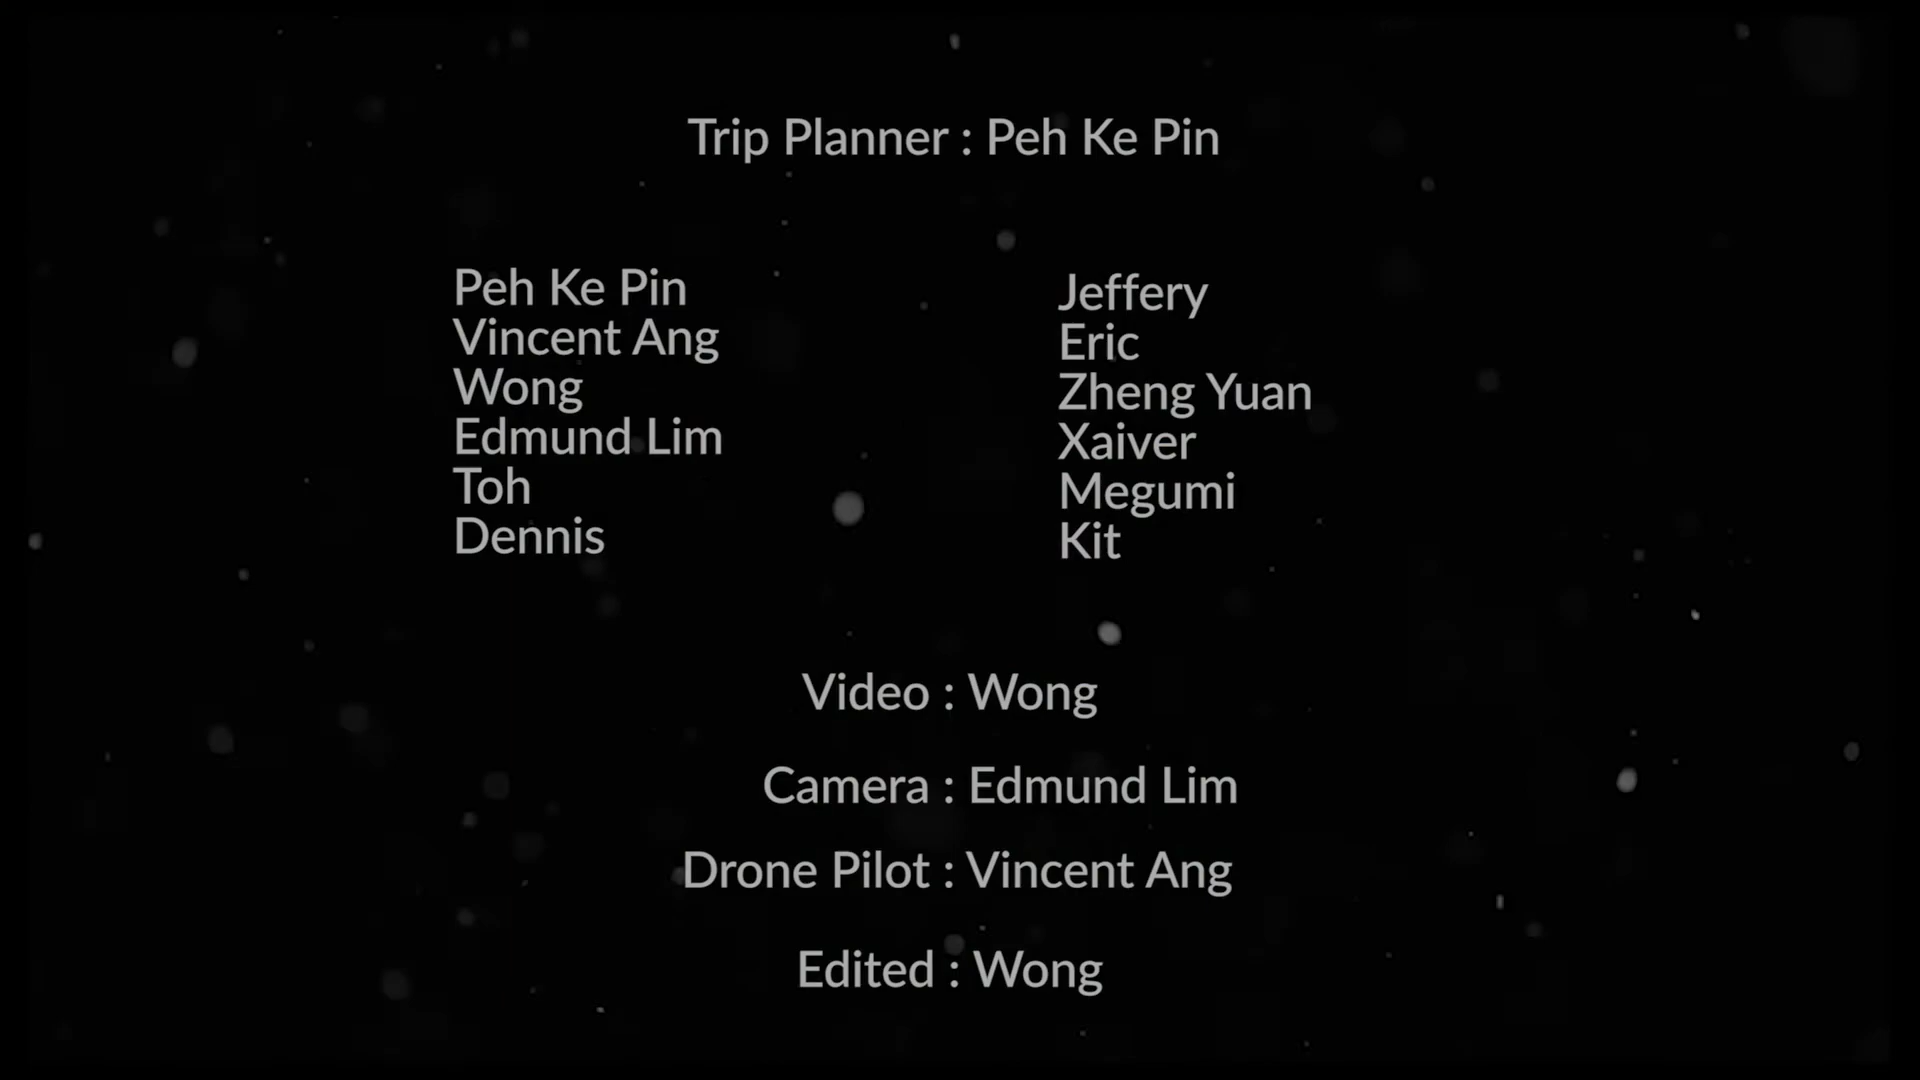 Trip Planner : Peh Ke Pin
Peh Ke Pin
Vincent Ang
Wong
Edmund Lim
Toh
Dennis
Jeffery
Eric
Zheng Yuan
Xaiver
Megumi
Kit
Video : Wong
Camera : Edmund Lim
Drone Pilot : Vincent Ang
Edited : Wong